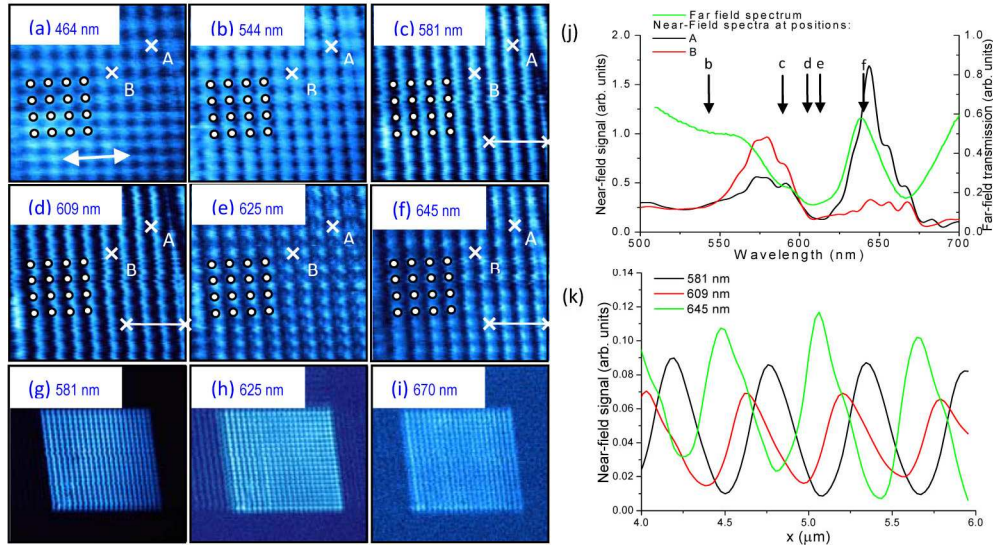 (a) 464 nm
A
B
(b) 544 nm
A
B
(c) 581 nm
A
B
(d) 609 nm
A
B
(e) 625 nm
A
B
(f) 645 nm
A
B
(g) 581 nm
(h) 625 nm
(i) 670 nm
(j)
Far field spectrum
Near-Field spectra at positions:
A
B
b
c
d
e
f
Near-field signal (arb. units)
2.0
1.5
1.0
0.5
0.0
Far-field transmission (arb. units)
1.0
0.8
0.6
0.4
0.2
0.0
500
550
600
650
700
Wavelength (nm)
(k)
581 nm
609 nm
645 nm
Near-field signal (arb. units)
0.14
0.12
0.10
0.08
0.06
0.04
0.02
0.00
4.0
4.5
5.0
5.5
6.0
x (μm)